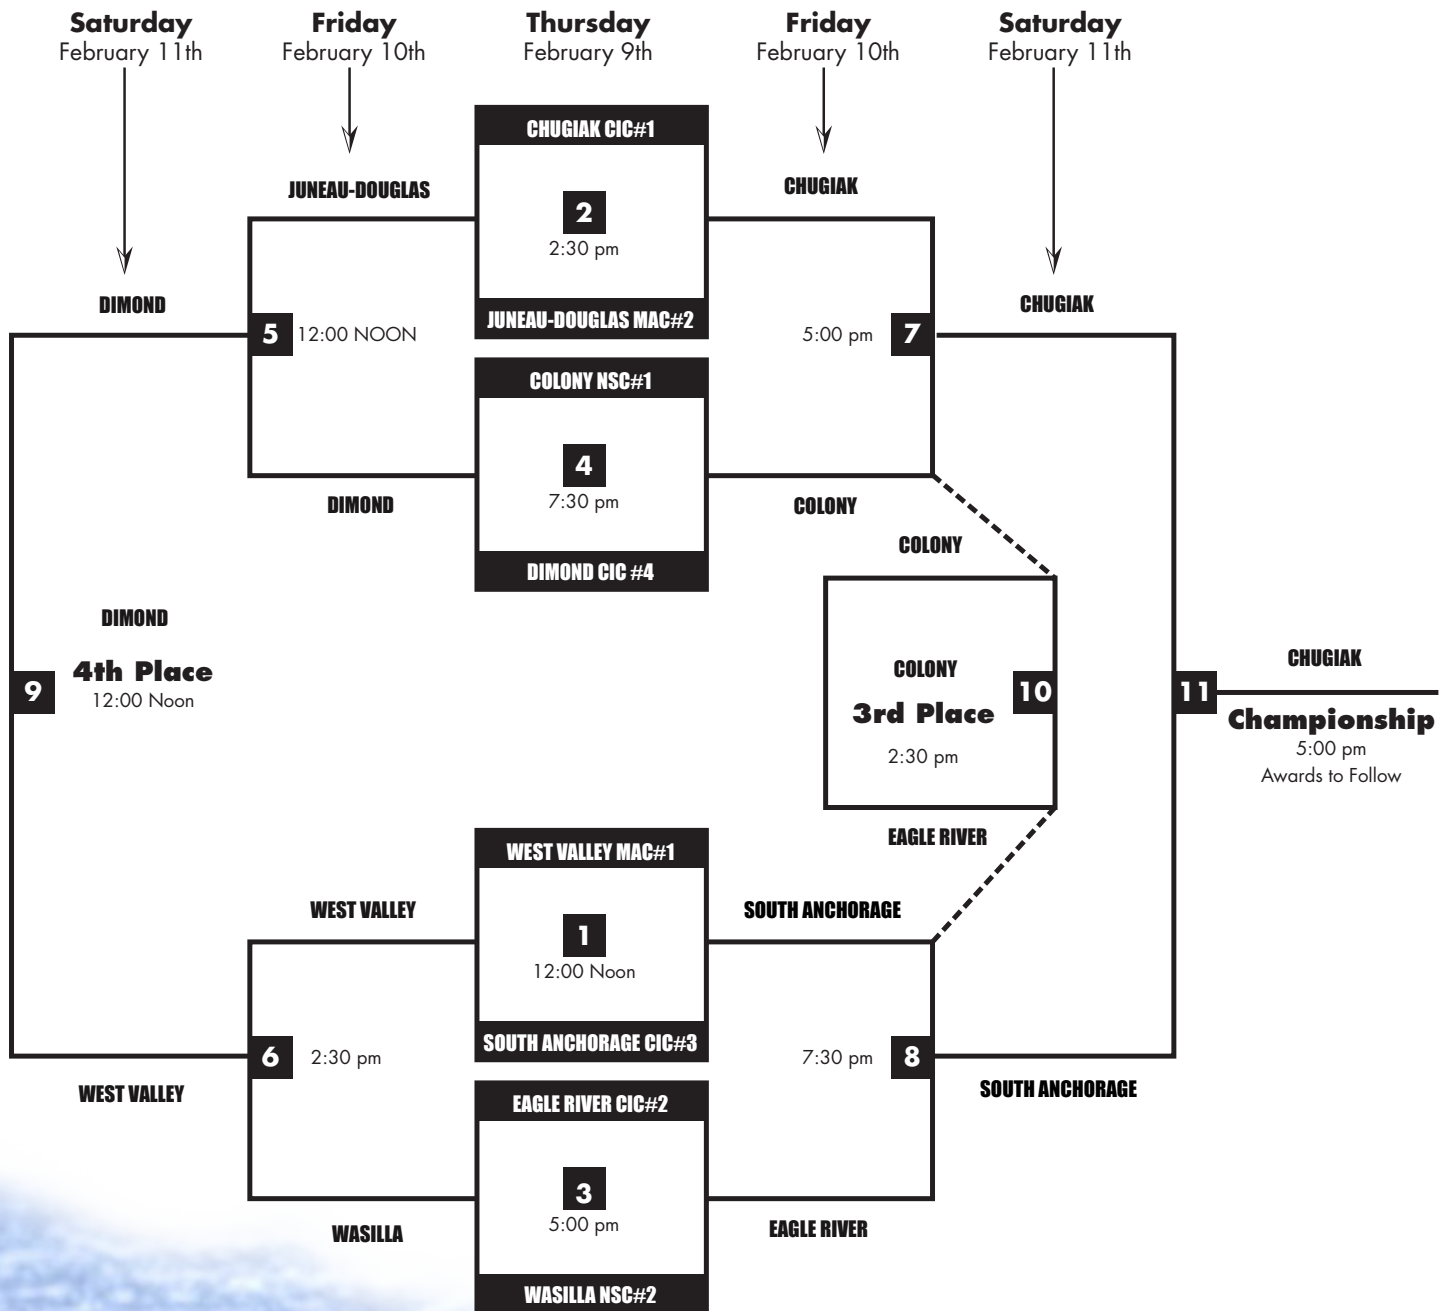 Saturday
February 11th
Friday
February 10th
Thursday
February 9th
Friday
February 10th
Saturday
February 11th
CHUGIAK CIC#1
JUNEAU-DOUGLAS
CHUGIAK
2
2:30 pm
DIMOND
CHUGIAK
JUNEAU-DOUGLAS MAC#2
5
12:00 NOON
5:00 pm
7
COLONY NSC#1
4
7:30 pm
DIMOND
COLONY
COLONY
DIMOND CIC #4
DIMOND
4th Place
12:00 Noon
9
COLONY
3rd Place
2:30 pm
10
11
CHUGIAK
Championship
5:00 pm
Awards to Follow
EAGLE RIVER
WEST VALLEY MAC#1
WEST VALLEY
SOUTH ANCHORAGE
1
12:00 Noon
SOUTH ANCHORAGE CIC#3
6
2:30 pm
7:30 pm
8
WEST VALLEY
SOUTH ANCHORAGE
EAGLE RIVER CIC#2
3
5:00 pm
WASILLA
EAGLE RIVER
WASILLA NSC#2